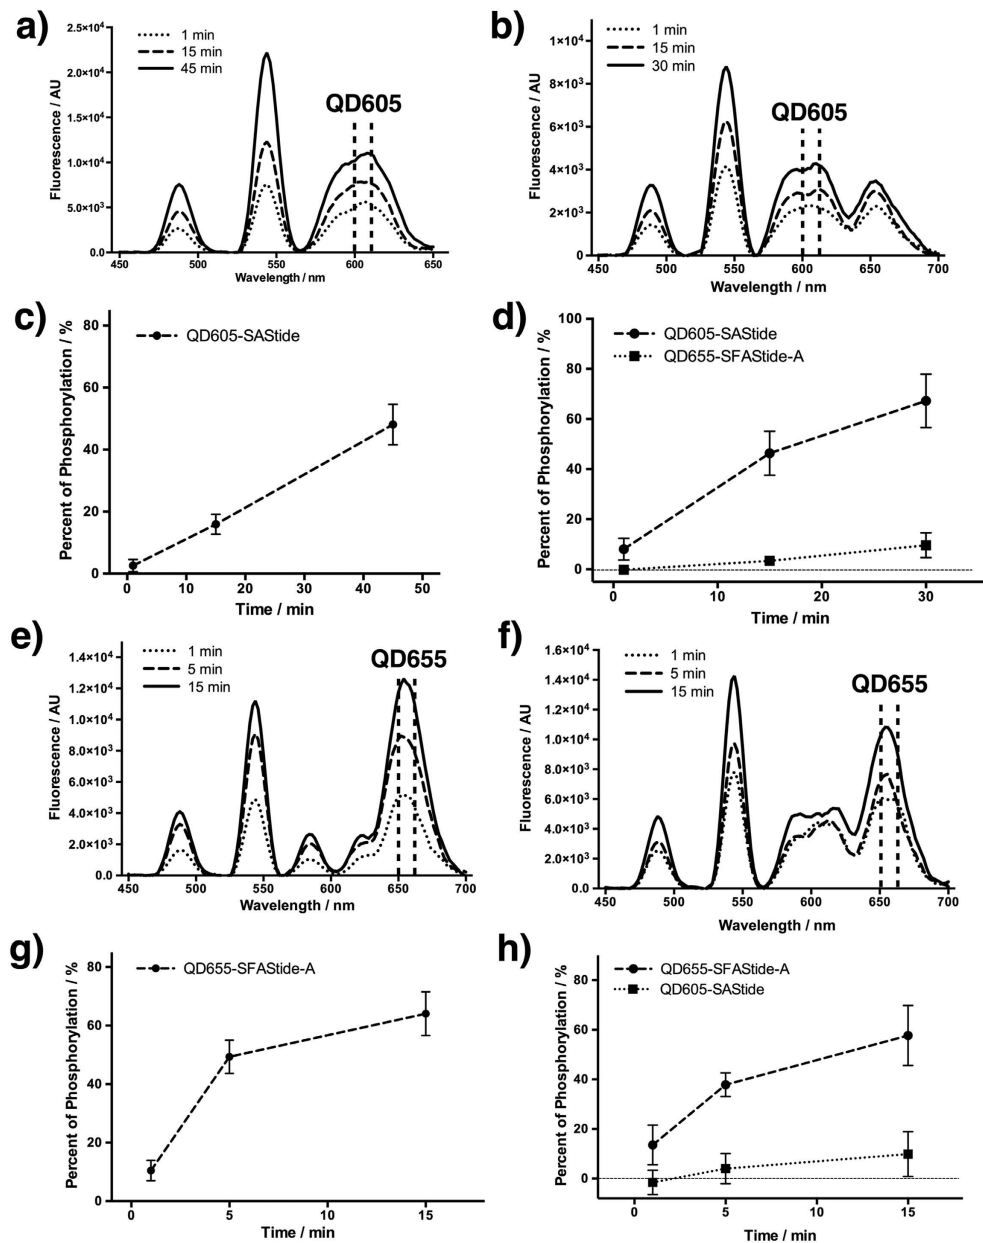 a)
1 min
15 min
45 min
QD605
Fluorescence / AU
2.5×10⁴
2.0×10⁴
1.5×10⁴
1.0×10⁴
5.0×10³
0.0
450 500 550 600 650
Wavelength / nm
b)
1 min
15 min
30 min
QD605
Fluorescence / AU
1×10⁴
8×10³
6×10³
4×10³
2×10³
0
450 500 550 600 650 700
Wavelength / nm
c)
QD605-SAStide
Percent of Phosphorylation / %
80
60
40
20
0
0 10 20 30 40 50
Time / min
d)
QD605-SAStide
QD655-SFAStide-A
Percent of Phosphorylation / %
100
80
60
40
20
0
0 10 20 30
Time / min
e)
1 min
5 min
15 min
QD655
Fluorescence / AU
1.4×10⁴
1.2×10⁴
1.0×10⁴
8.0×10³
6.0×10³
4.0×10³
2.0×10³
0.0
450 500 550 600 650 700
Wavelength / nm
f)
1 min
5 min
15 min
QD655
Fluorescence / AU
1.6×10⁴
1.4×10⁴
1.2×10⁴
1.0×10⁴
8.0×10³
6.0×10³
4.0×10³
2.0×10³
0.0
450 500 550 600 650 700
Wavelength / nm
g)
QD655-SFAStide-A
Percent of Phosphorylation / %
80
60
40
20
0
0 5 10 15
Time / min
h)
QD655-SFAStide-A
QD605-SAStide
Percent of Phosphorylation / %
80
60
40
20
0
0 5 10 15
Time / min